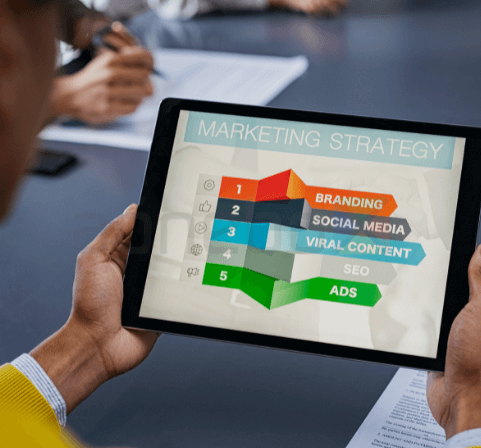 MARKETING STRATEGY
1 BRANDING
2 SOCIAL MEDIA
3 VIRAL CONTENT
4 SEO
5 ADS